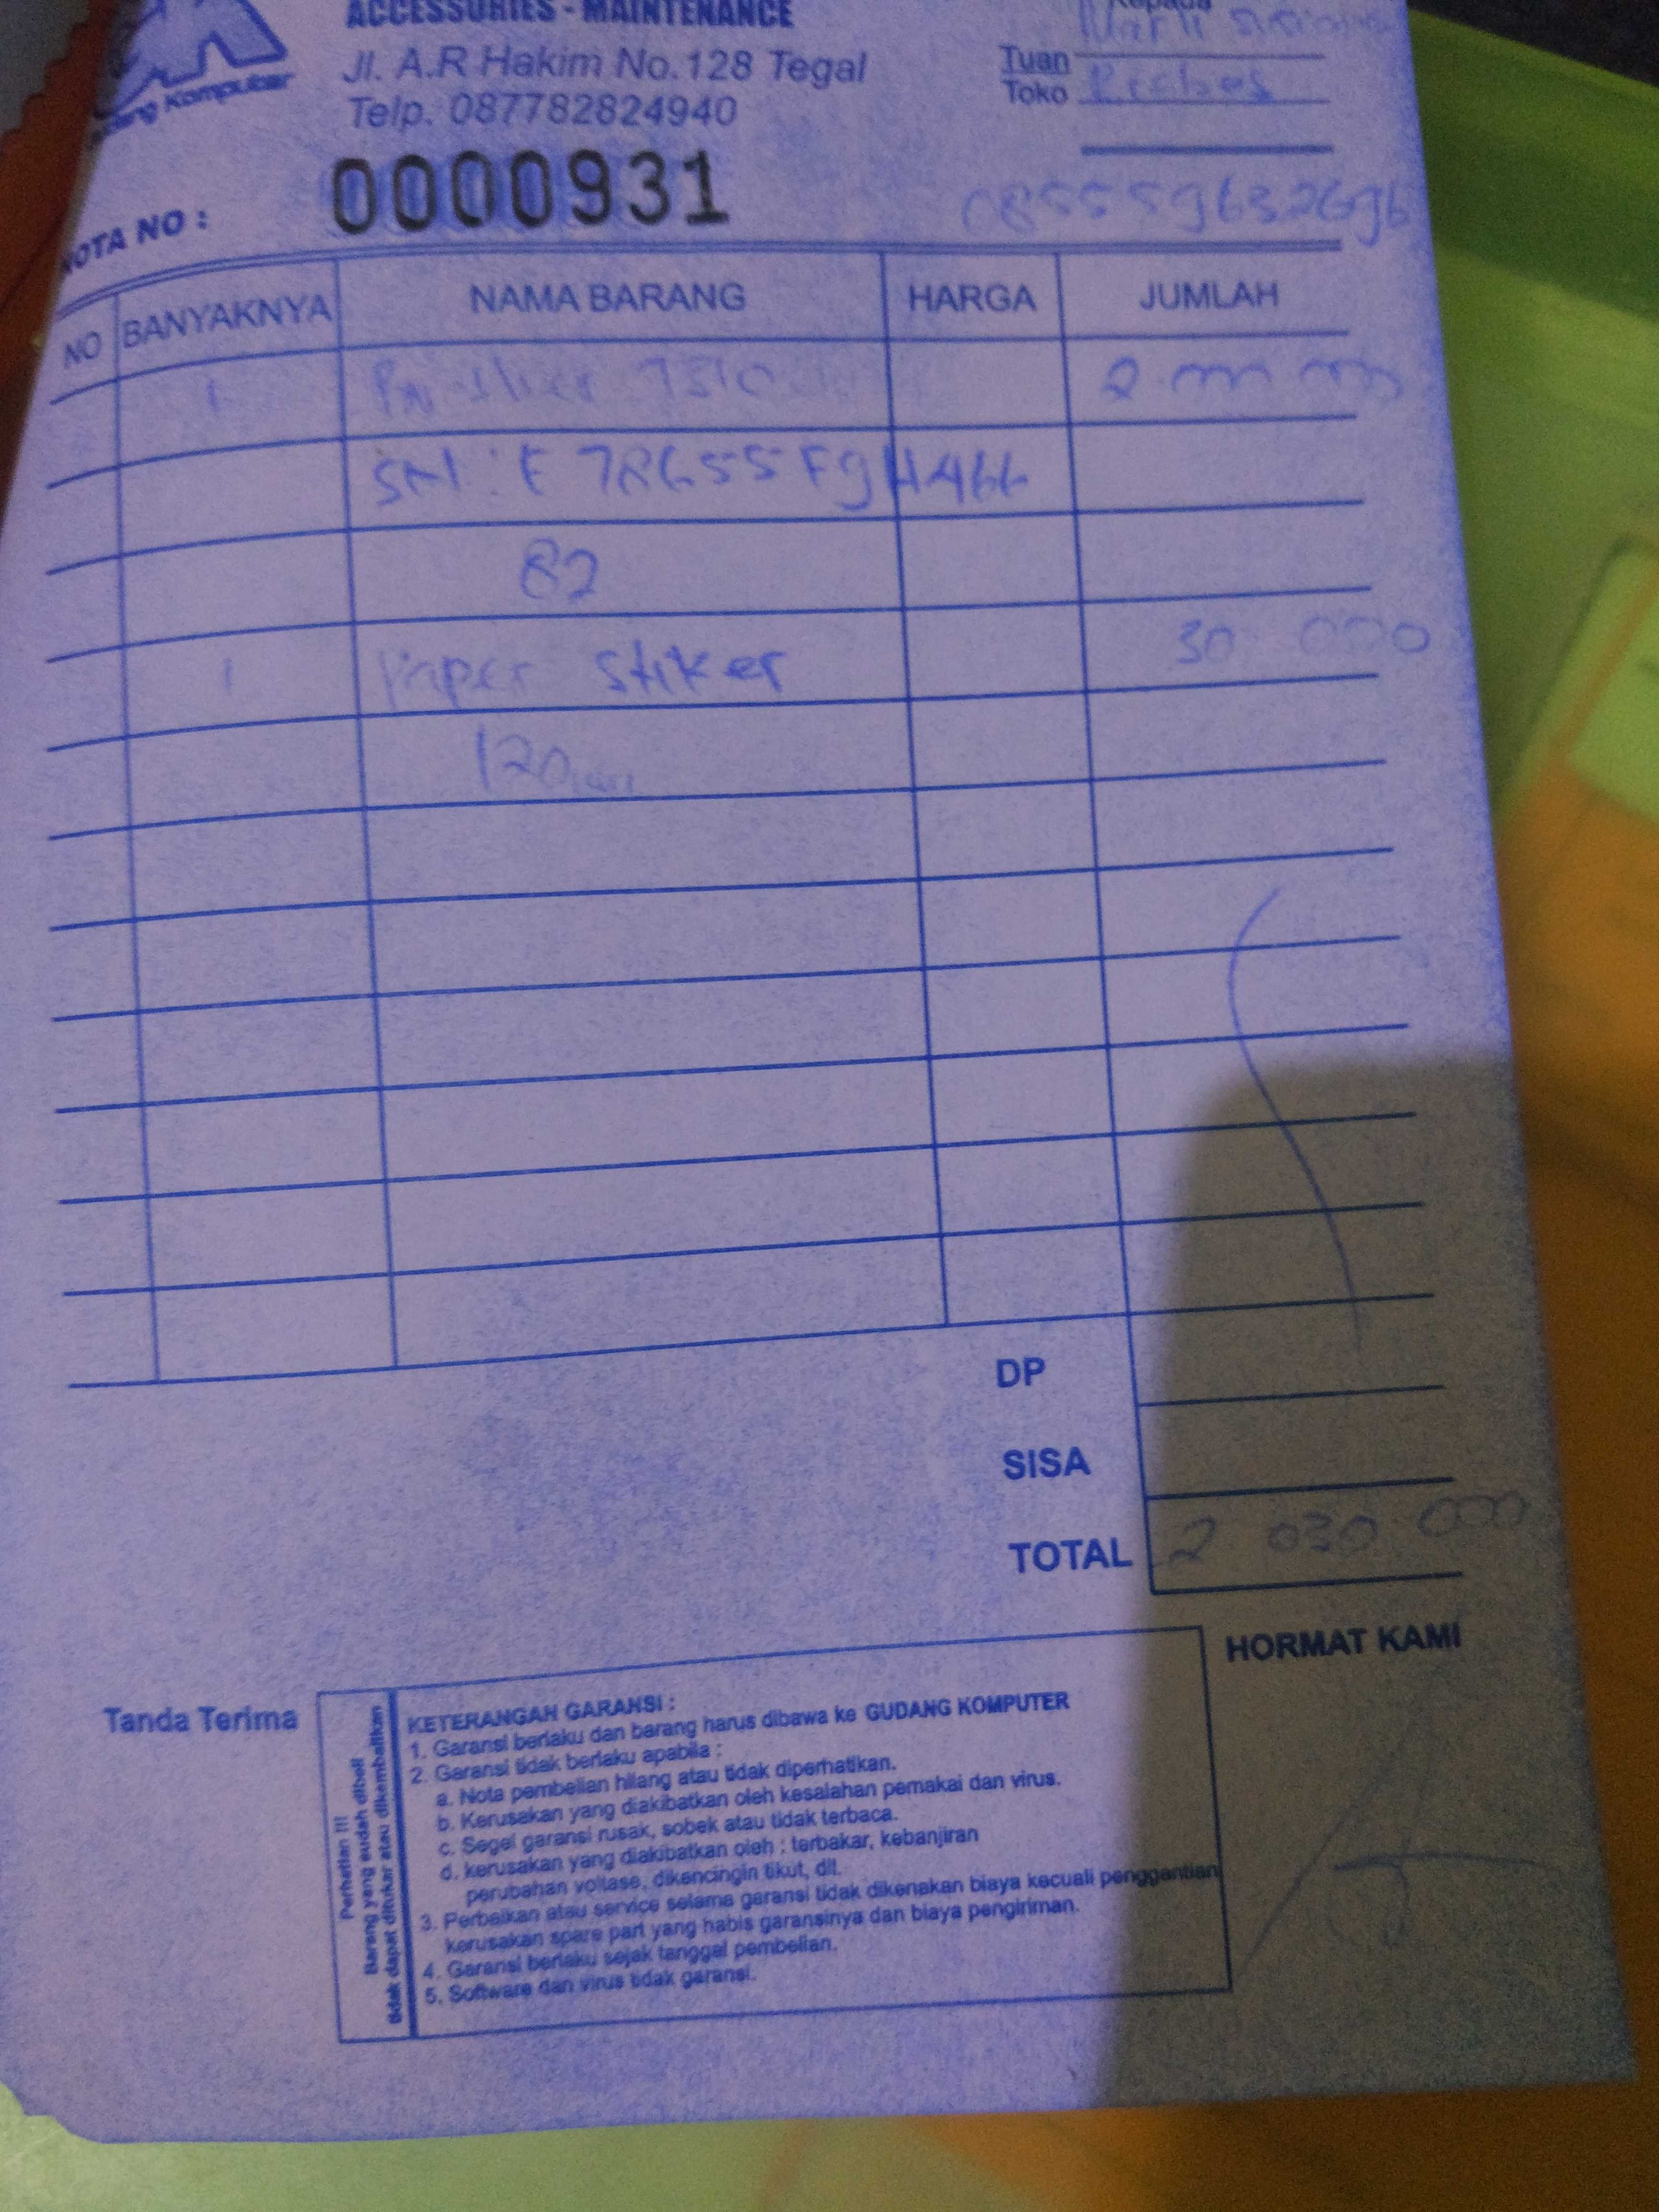 ACCESSORIES - MAINTENANCE
Jl. A.R Hakim No.128 Tegal
Telp. 087782824940
Kepada
Tuan
Toko
NOTA NO : 0000931
NO BANYAKNYA NAMA BARANG HARGA JUMLAH
1 2.000.000
82
1 Paper Stiker 30 000
120
DP
SISA
TOTAL 2 030 000
Tanda Terima
HORMAT KAMI
Perhatian !!!
Barang yang sudah dibeli
tidak dapat ditukar atau dikembalikan
KETERANGAN GARANSI :
1. Garansi berlaku dan barang harus dibawa ke GUDANG KOMPUTER
2. Garansi tidak berlaku apabila :
a. Nota pembelian hilang atau tidak diperhatikan.
b. Kerusakan yang diakibatkan oleh kesalahan pemakai dan virus.
c. Segel garansi rusak, sobek atau tidak terbaca.
d. kerusakan yang diakibatkan oleh : terbakar, kebanjiran
perubahan voltase, dikencingin tikut, dll.
3. Perbaikan atau service selama garansi tidak dikenakan biaya kecuali penggantian
kerusakan spare part yang habis garansinya dan biaya pengiriman.
4. Garansi berlaku sejak tanggal pembelian.
5. Software dan virus tidak garansi.